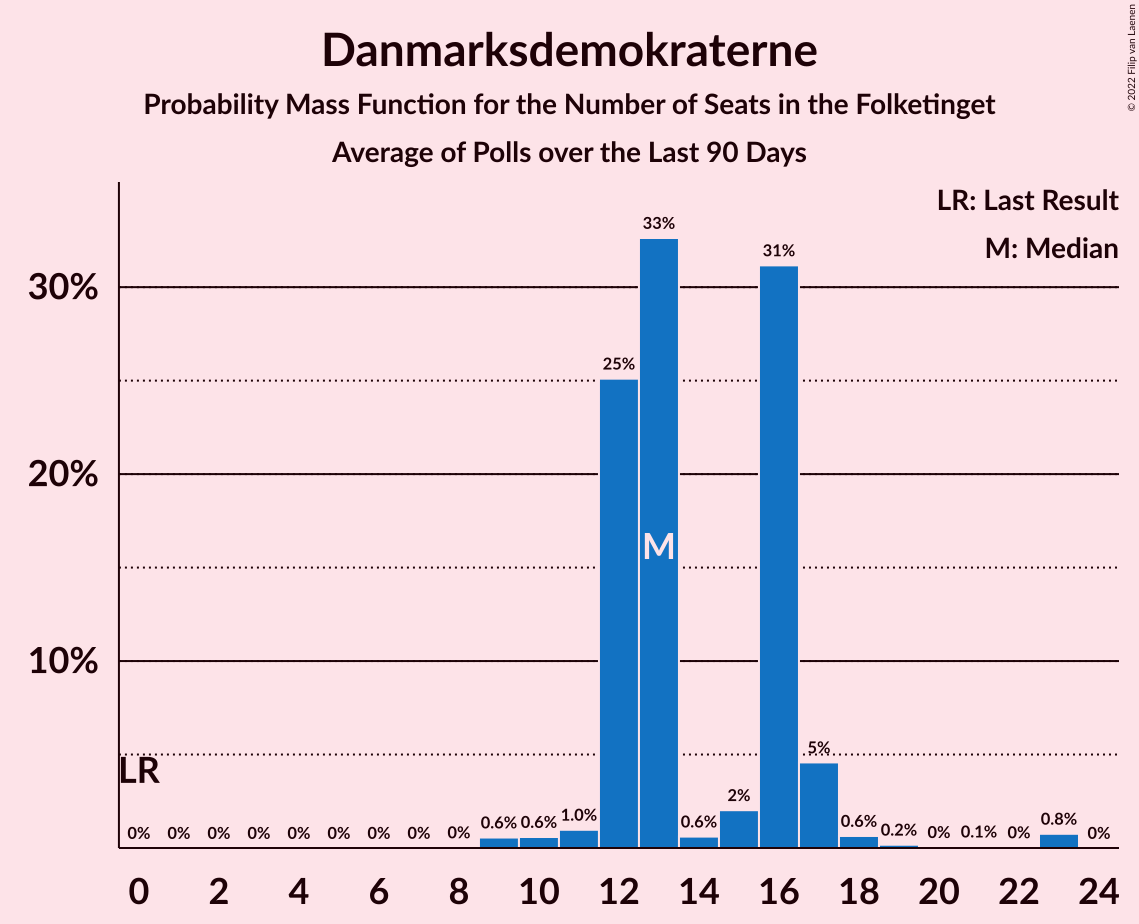 Danmarksdemokraterne
Probability Mass Function for the Number of Seats in the Folketinget
Average of Polls over the Last 90 Days
© 2022 Filip van Laenen
LR: Last Result
M: Median
30%
20%
10%
33%
31%
25%
M
LR
0% 0% 0% 0% 0% 0% 0% 0% 0% 0.6% 0.6% 1.0% 0.6% 2% 5% 0.6% 0.2% 0% 0.1% 0% 0.8% 0%
0 2 4 6 8 10 12 14 16 18 20 22 24